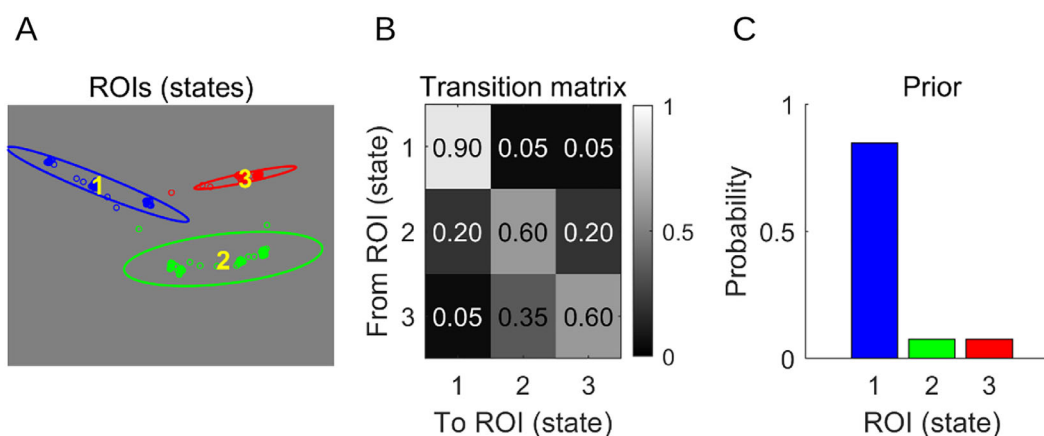 A
ROIs (states)
1
3
2
B
Transition matrix
From ROI (state)
1
0.90 0.05 0.05
2
0.20 0.60 0.20
3
0.05 0.35 0.60
1 2 3
To ROI (state)
1
0.5
0
C
Prior
Probability
1
0.5
0
1 2 3
ROI (state)